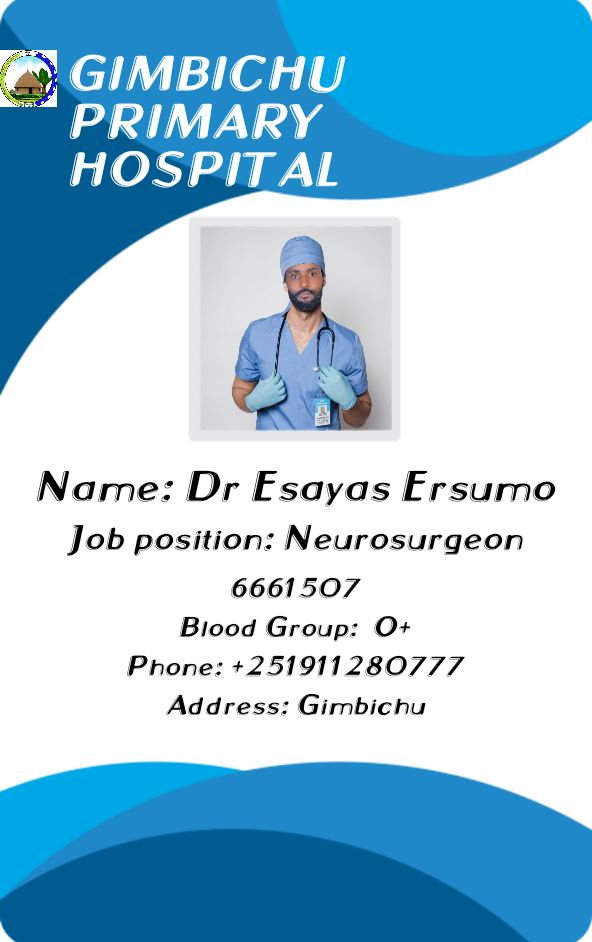 GIMBICHU
PRIMARY
HOSPITAL
Name: Dr Esayas Ersumo
Job position: Neurosurgeon
6661507
Blood Group: O+
Phone: +251911280777
Address: Gimbichu